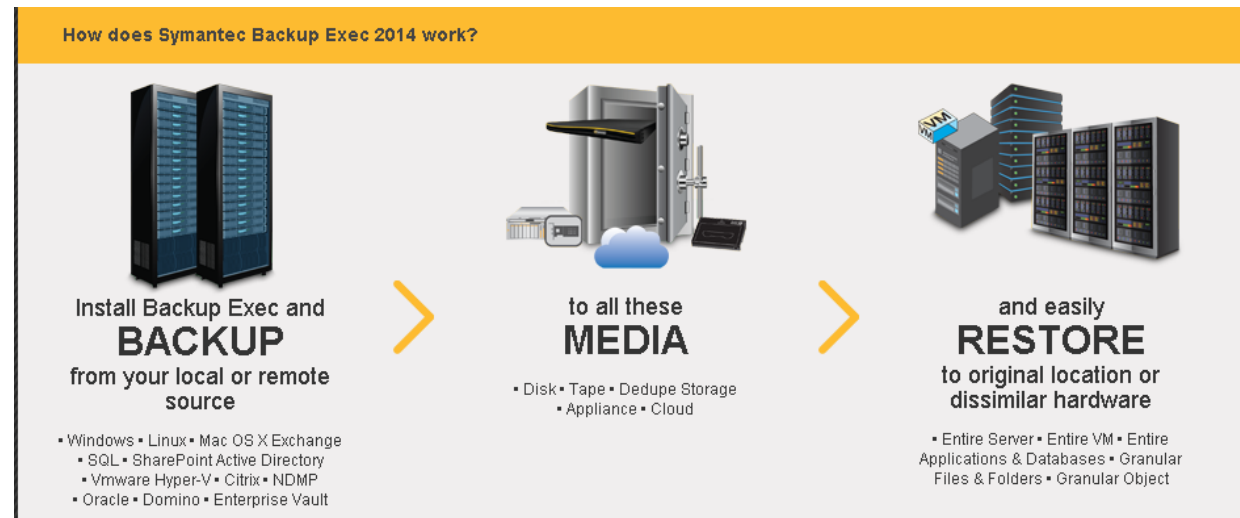 How does Symantec Backup Exec 2014 work?
Install Backup Exec and
BACKUP
from your local or remote
source
▪ Windows ▪ Linux ▪ Mac OS X Exchange
▪ SQL ▪ SharePoint Active Directory
▪ Vmware Hyper-V ▪ Citrix ▪ NDMP
▪ Oracle ▪ Domino ▪ Enterprise Vault
to all these
MEDIA
▪ Disk ▪ Tape ▪ Dedupe Storage
▪ Appliance ▪ Cloud
VM
VM
and easily
RESTORE
to original location or
dissimilar hardware
▪ Entire Server ▪ Entire VM ▪ Entire
Applications & Databases ▪ Granular
Files & Folders ▪ Granular Object